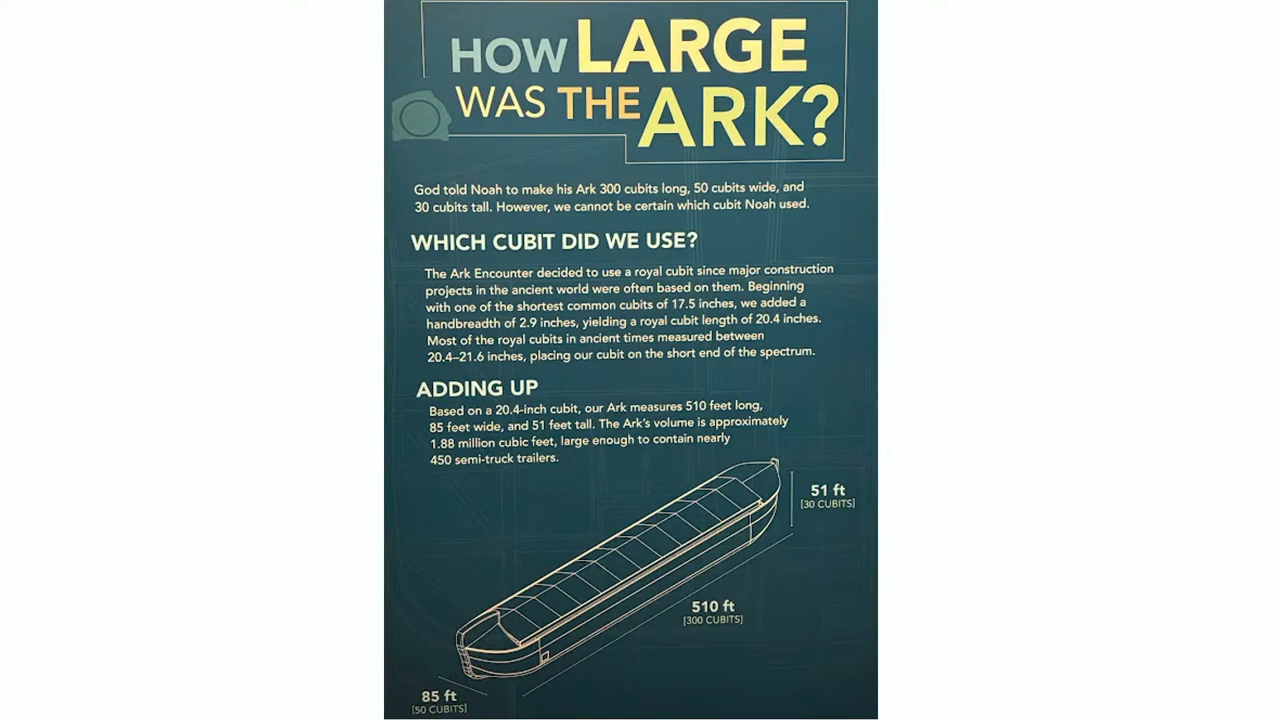 HOW LARGE
WAS THE ARK?
God told Noah to make his Ark 300 cubits long, 50 cubits wide, and
30 cubits tall. However, we cannot be certain which cubit Noah used.
WHICH CUBIT DID WE USE?
The Ark Encounter decided to use a royal cubit since major construction
projects in the ancient world were often based on them. Beginning
with one of the shortest common cubits of 17.5 inches, we added a
handbreadth of 2.9 inches, yielding a royal cubit length of 20.4 inches.
Most of the royal cubits in ancient times measured between
20.4–21.6 inches, placing our cubit on the short end of the spectrum.
ADDING UP
Based on a 20.4-inch cubit, our Ark measures 510 feet long,
85 feet wide, and 51 feet tall. The Ark's volume is approximately
1.88 million cubic feet, large enough to contain nearly
450 semi-truck trailers.
51 ft
[30 CUBITS]
510 ft
[300 CUBITS]
85 ft
[50 CUBITS]